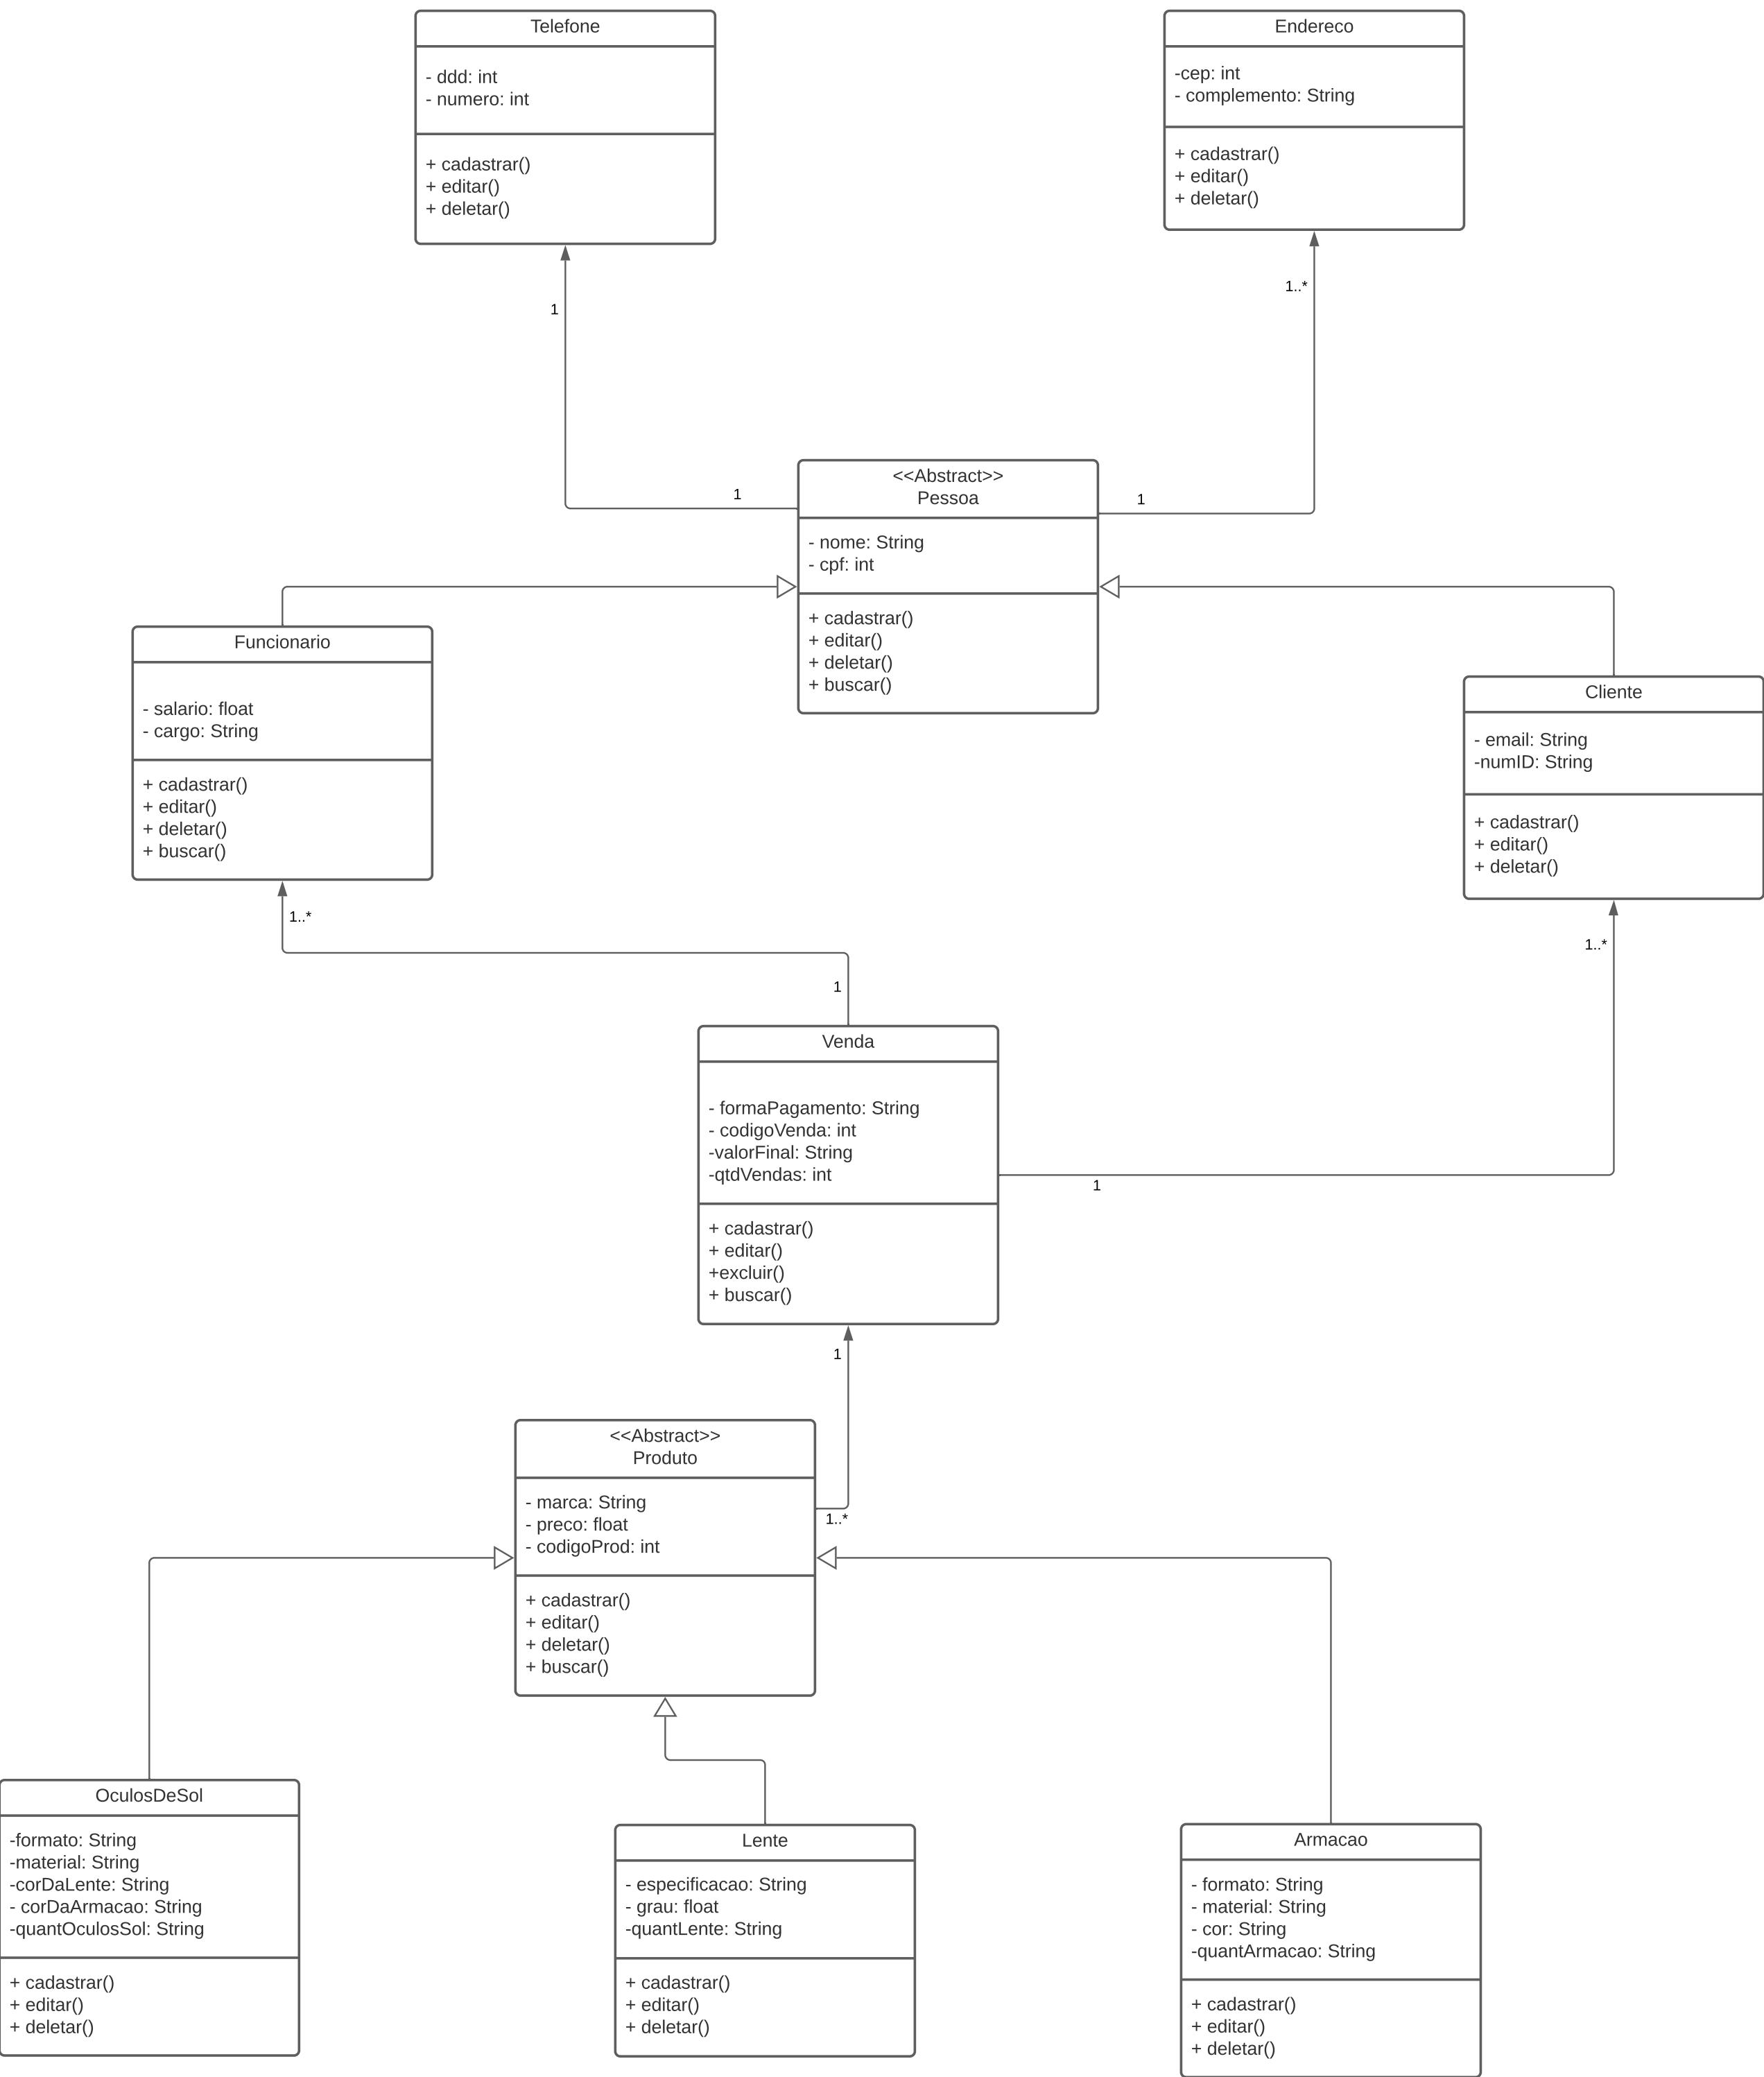 Telefone
- ddd: int
- numero: int
+ cadastrar()
+ editar()
+ deletar()
Endereco
-cep: int
- complemento: String
+ cadastrar()
+ editar()
+ deletar()
1
1..*
1
1
<<Abstract>>
Pessoa
- nome: String
- cpf: int
+ cadastrar()
+ editar()
+ deletar()
+ buscar()
Funcionario
- salario: float
- cargo: String
+ cadastrar()
+ editar()
+ deletar()
+ buscar()
Cliente
- email: String
-numID: String
+ cadastrar()
+ editar()
+ deletar()
1..*
1..*
1
Venda
- formaPagamento: String
- codigoVenda: int
-valorFinal: String
-qtdVendas: int
+ cadastrar()
+ editar()
+excluir()
+ buscar()
1
1
<<Abstract>>
Produto
- marca: String
- preco: float
- codigoProd: int
+ cadastrar()
+ editar()
+ deletar()
+ buscar()
1..*
OculosDeSol
-formato: String
-material: String
-corDaLente: String
- corDaArmacao: String
-quantOculosSol: String
+ cadastrar()
+ editar()
+ deletar()
Lente
- especificacao: String
- grau: float
-quantLente: String
+ cadastrar()
+ editar()
+ deletar()
Armacao
- formato: String
- material: String
- cor: String
-quantArmacao: String
+ cadastrar()
+ editar()
+ deletar()